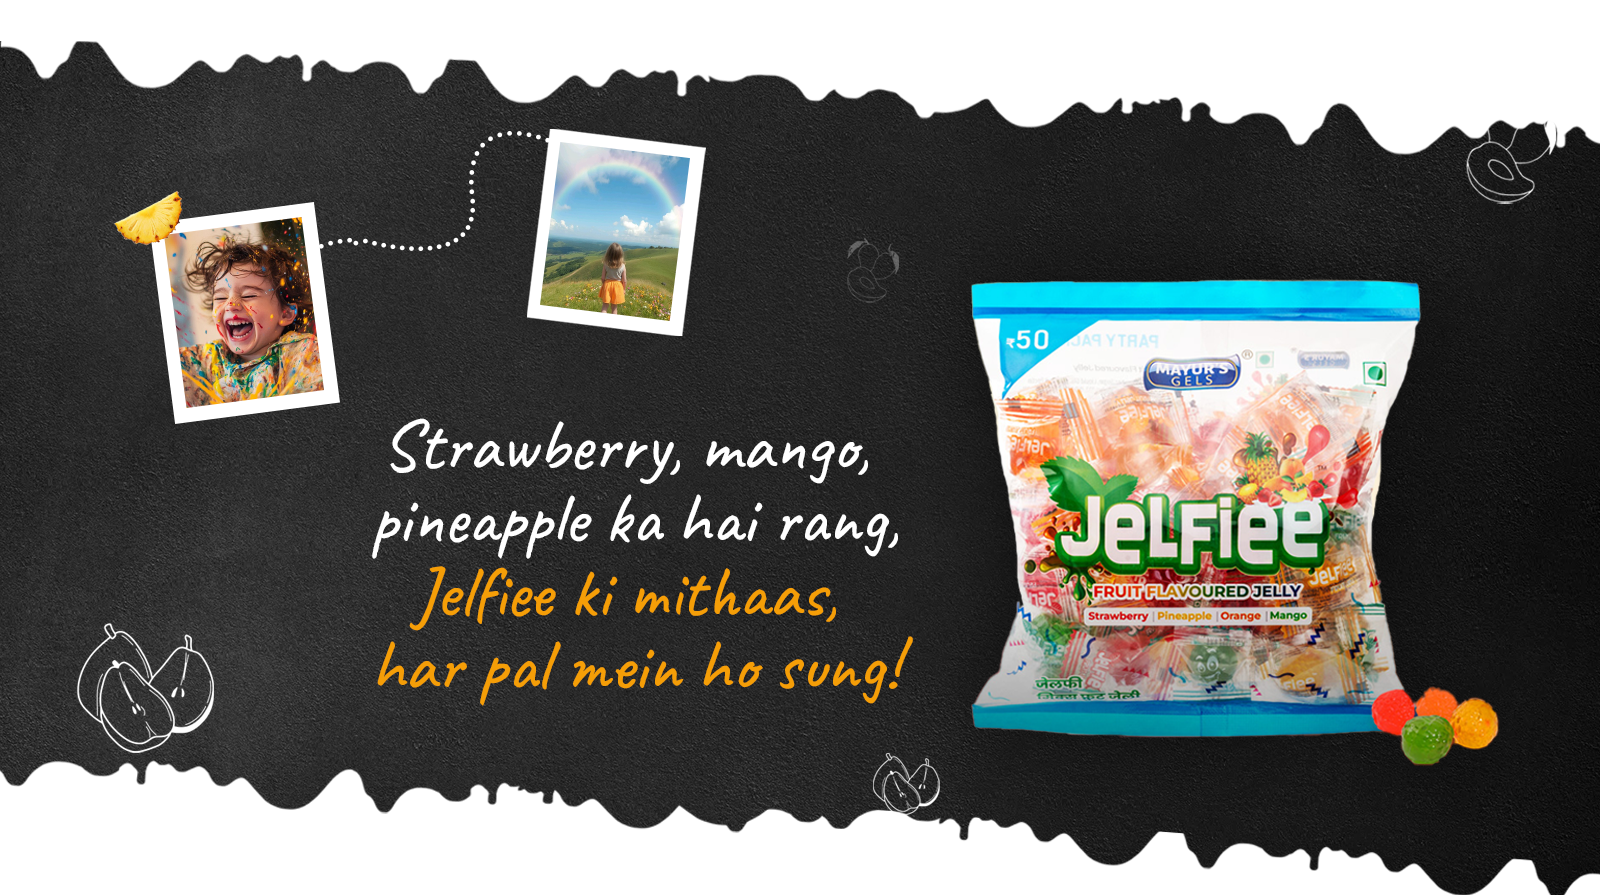 Strawberry, mango,
pineapple ka hai rang,
Jelfiee ki mithaas,
har pal mein ho sung!
₹50
PARTY PACK
MAYUR'S
GELS
®
Jelfiee
™
FRUIT FLAVOURED JELLY
Strawberry | Pineapple | Orange | Mango
जेलफी
मिक्स फ्रूट जेली